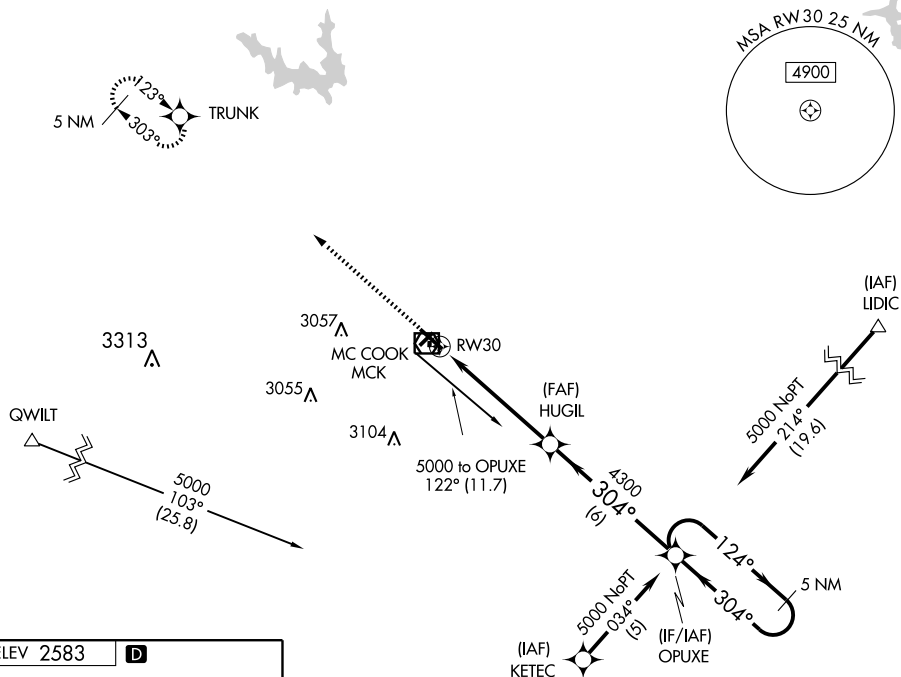 MSA RW30 25 NM
4900
123°
TRUNK
5 NM
303°
(IAF)
LIDIC
3057
3313
MC COOK
MCK
RW30
(FAF)
HUGIL
3055
QWILT
3104
5000 NoPT
214°
(19.6)
5000 to OPUXE
122° (11.7)
4300
304°
(6)
5000
103°
(25.8)
124°
5 NM
304°
5000 NoPT
034°
(5)
(IF/IAF)
OPUXE
(IAF)
KETEC
ELEV 2583
D